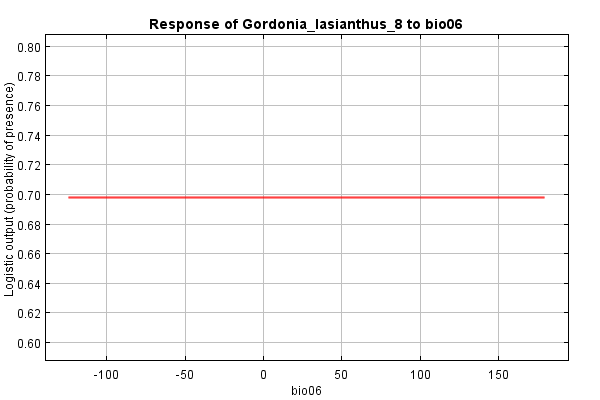 Response of Gordonia_lasianthus_8 to bio06
Logistic output (probability of presence)
0.80
0.78
0.76
0.74
0.72
0.70
0.68
0.66
0.64
0.62
0.60
-100 -50 0 50 100 150
bio06